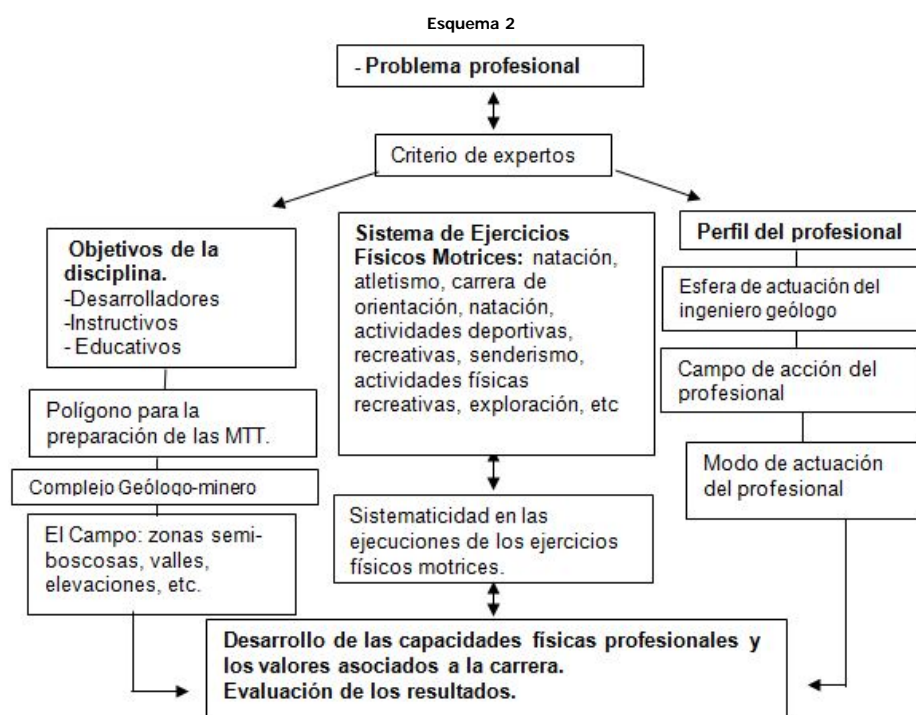 Esquema 2
- Problema profesional
Criterio de expertos
Objetivos de la
disciplina.
-Desarrolladores
-Instructivos
- Educativos
Polígono para la
preparación de las MTT.
Complejo Geólogo-minero
El Campo: zonas semi-
boscosas, valles,
elevaciones, etc.
Sistema de Ejercicios
Físicos Motrices: natación,
atletismo, carrera de
orientación, natación,
actividades deportivas,
recreativas, senderismo,
actividades físicas
recreativas, exploración, etc
Sistematicidad en las
ejecuciones de los ejercicios
físicos motrices.
Perfil del profesional
Esfera de actuación del
ingeniero geólogo
Campo de acción del
profesional
Modo de actuación
del profesional
Desarrollo de las capacidades físicas profesionales y
los valores asociados a la carrera.
Evaluación de los resultados.